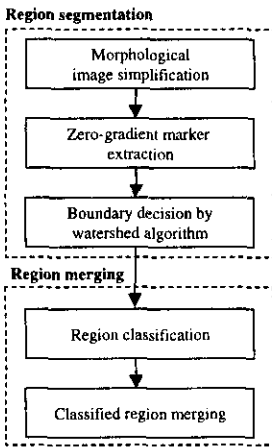 Region segmentation
Morphological
image simplification
Zero-gradient marker
extraction
Boundary decision by
watershed algorithm
Region merging
Region classification
Classified region merging